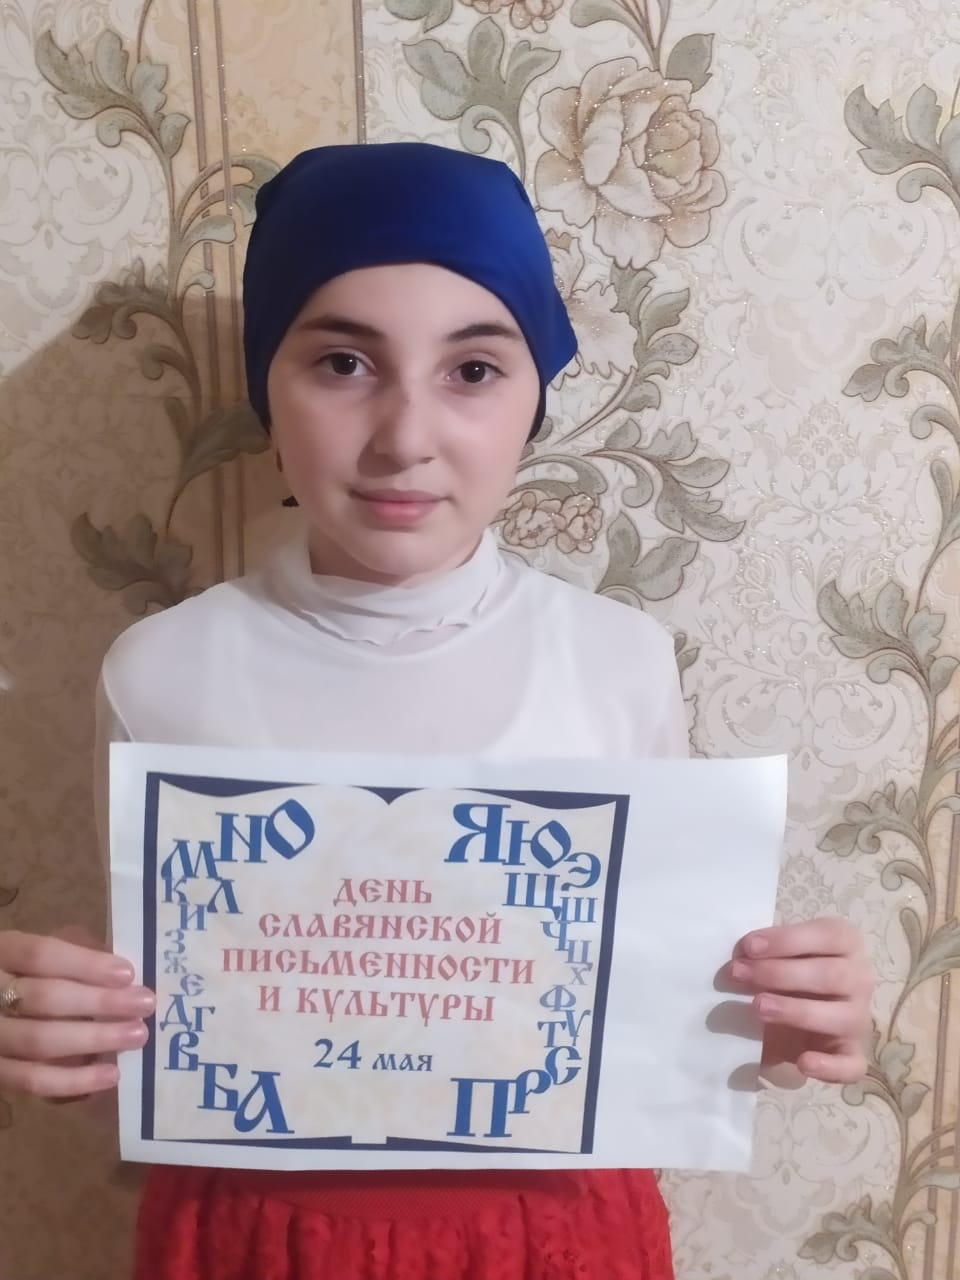 ДЕНЬ
СЛАВЯНСКОЙ
ПИСЬМЕННОСТИ
И КУЛЬТУРЫ
24 мая
А Б В Г Д Е Ж З И К Л М Н О
П Р С Т У Ф Х Ц Ч Ш Щ Э Ю Я